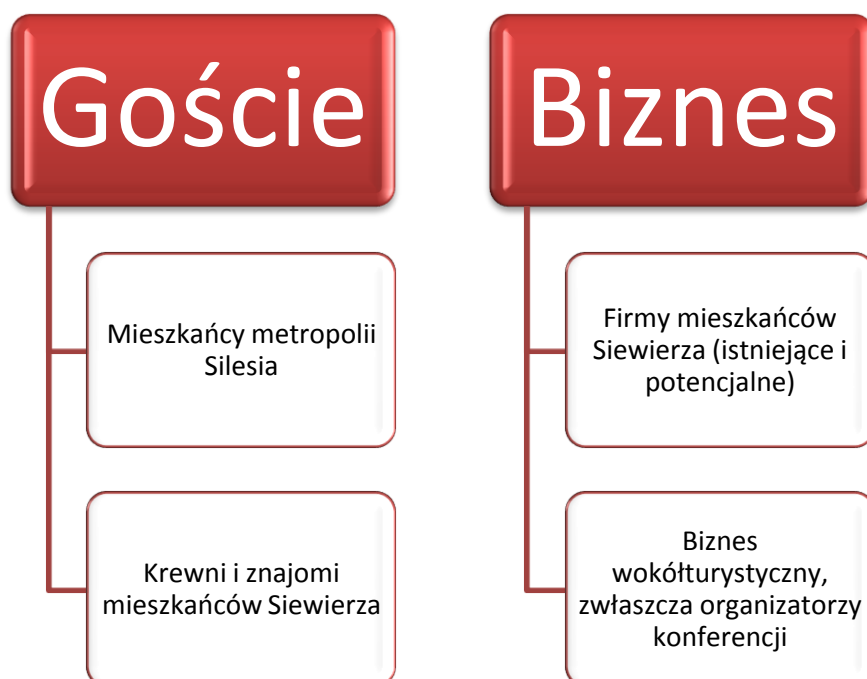 Goście
Mieszkańcy metropolii
Silesia
Krewni i znajomi
mieszkańców Siewierza
Biznes
Firmy mieszkańców
Siewierza (istniejące i
potencjalne)
Biznes
wokółturystyczny,
zwłaszcza organizatorzy
konferencji